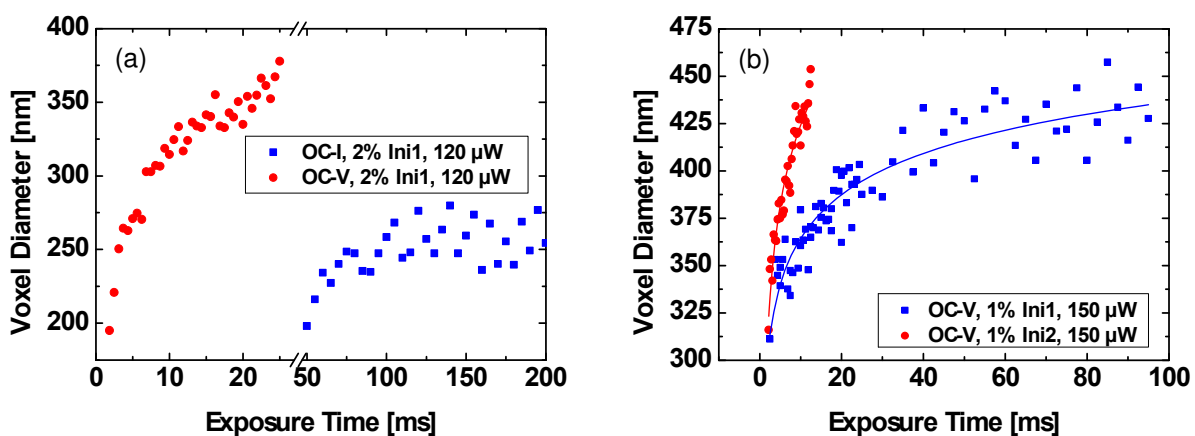 (a)
Voxel Diameter [nm]
400
350
300
250
200
OC-I, 2% Ini1, 120 µW
OC-V, 2% Ini1, 120 µW
0 10 20 50 100 150 200
Exposure Time [ms]
(b)
Voxel Diameter [nm]
475
450
425
400
375
350
325
300
OC-V, 1% Ini1, 150 µW
OC-V, 1% Ini2, 150 µW
0 20 40 60 80 100
Exposure Time [ms]